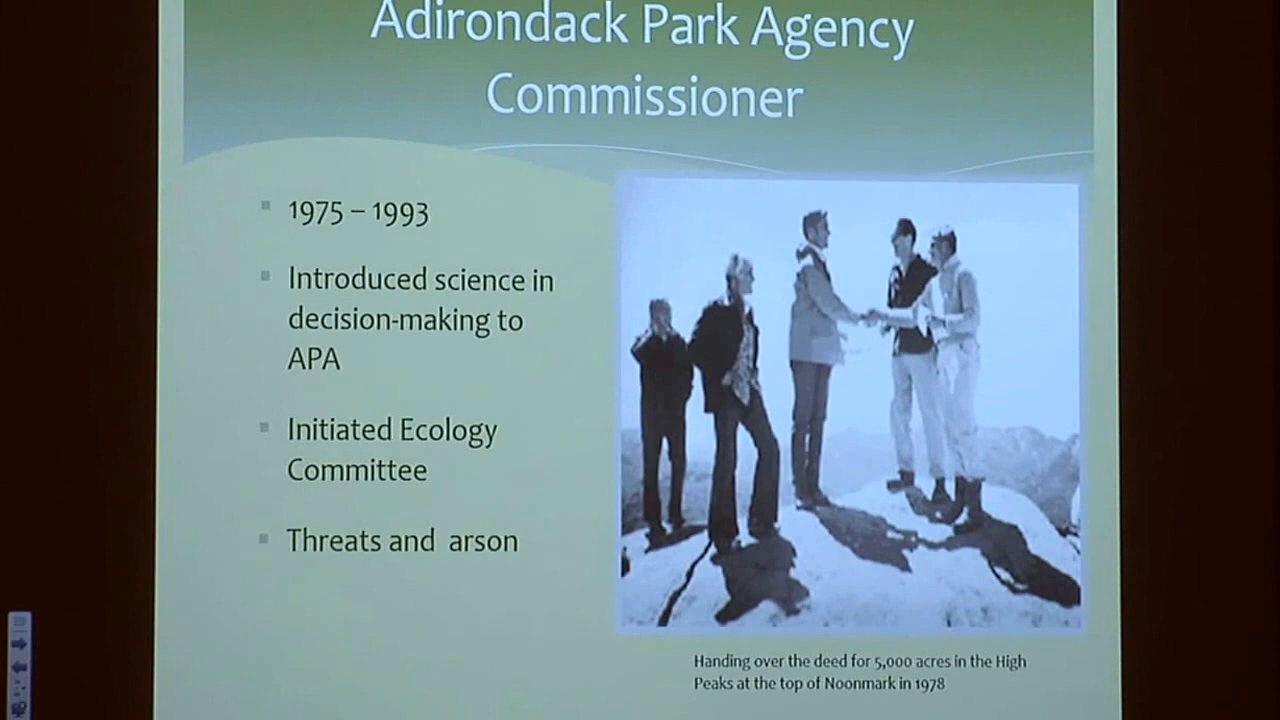 Adirondack Park Agency
Commissioner
1975 – 1993
Introduced science in
decision-making to
APA
Initiated Ecology
Committee
Threats and arson
Handing over the deed for 5,000 acres in the High
Peaks at the top of Noonmark in 1978